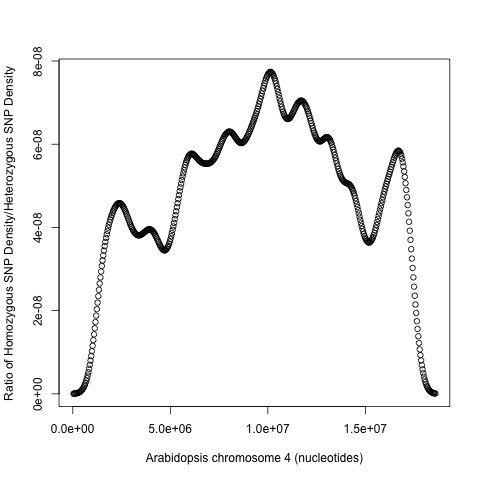 Ratio of Homozygous SNP Density/Heterozygous SNP Density
8e-08
6e-08
4e-08
2e-08
0e+00
0.0e+00 5.0e+06 1.0e+07 1.5e+07
Arabidopsis chromosome 4 (nucleotides)